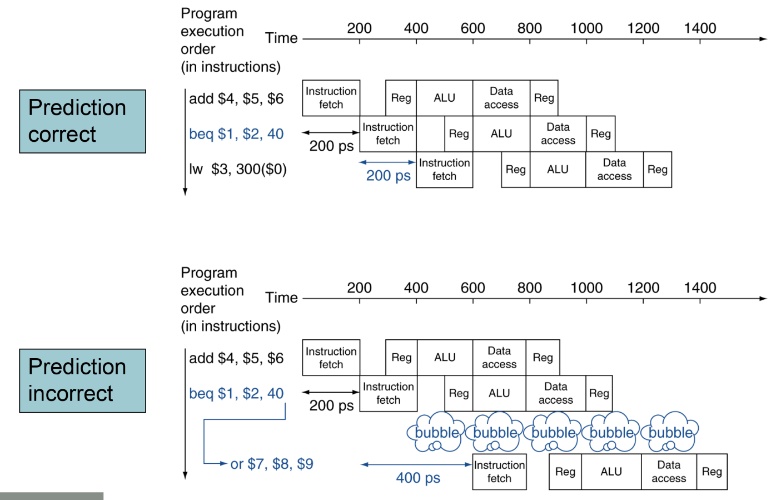 Program
execution
order
(in instructions)
Time
200 400 600 800 1000 1200 1400
Prediction
correct
add $4, $5, $6
Instruction
fetch
Reg
ALU
Data
access
Reg
beq $1, $2, 40
200 ps
Instruction
fetch
Reg
ALU
Data
access
Reg
lw $3, 300($0)
200 ps
Instruction
fetch
Reg
ALU
Data
access
Reg
Program
execution
order
(in instructions)
Time
200 400 600 800 1000 1200 1400
Prediction
incorrect
add $4, $5, $6
Instruction
fetch
Reg
ALU
Data
access
Reg
beq $1, $2, 40
200 ps
Instruction
fetch
Reg
ALU
Data
access
Reg
bubble bubble bubble bubble bubble
or $7, $8, $9
400 ps
Instruction
fetch
Reg
ALU
Data
access
Reg